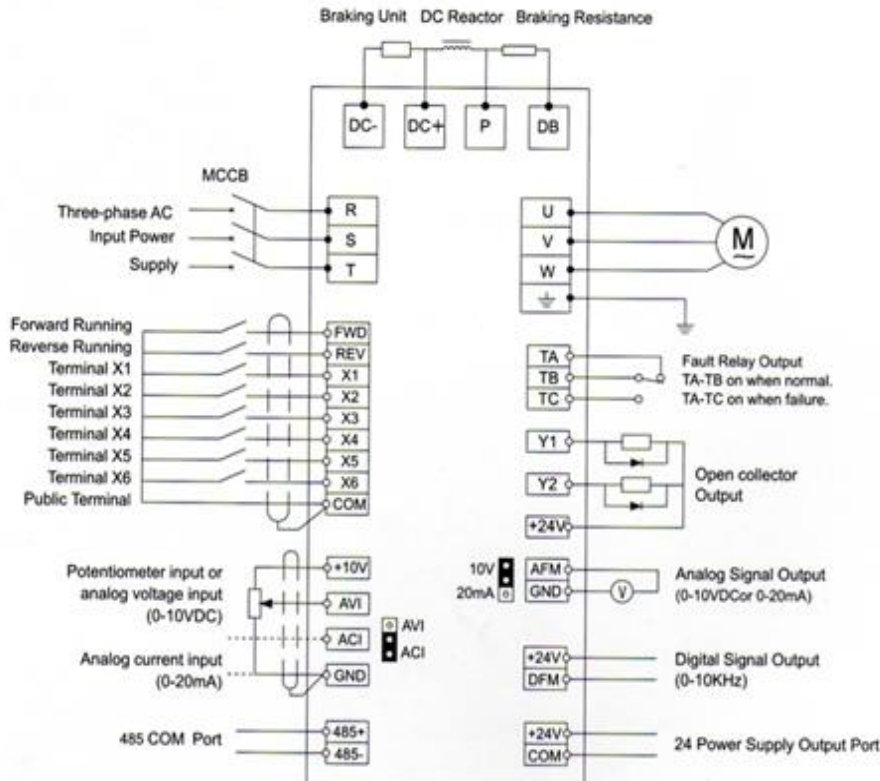 Braking Unit DC Reactor Braking Resistance
DC- DC+ P DB
MCCB
Three-phase AC
Input Power
Supply
R
S
T
U
V
W
M
~
Forward Running
Reverse Running
Terminal X1
Terminal X2
Terminal X3
Terminal X4
Terminal X5
Terminal X6
Public Terminal
FWD
REV
X1
X2
X3
X4
X5
X6
COM
TA
TB
TC
Fault Relay Output
TA-TB on when normal.
TA-TC on when failure.
Y1
Y2
+24V
Open collector
Output
Potentiometer input or
analog voltage input
(0-10VDC)
Analog current input
(0-20mA)
+10V
AVI
ACI
GND
AVI
ACI
10V
20mA
AFM
GND
V
Analog Signal Output
(0-10VDCor 0-20mA)
+24V
DFM
Digital Signal Output
(0-10KHz)
485 COM Port
485+
485-
+24V
COM
24 Power Supply Output Port